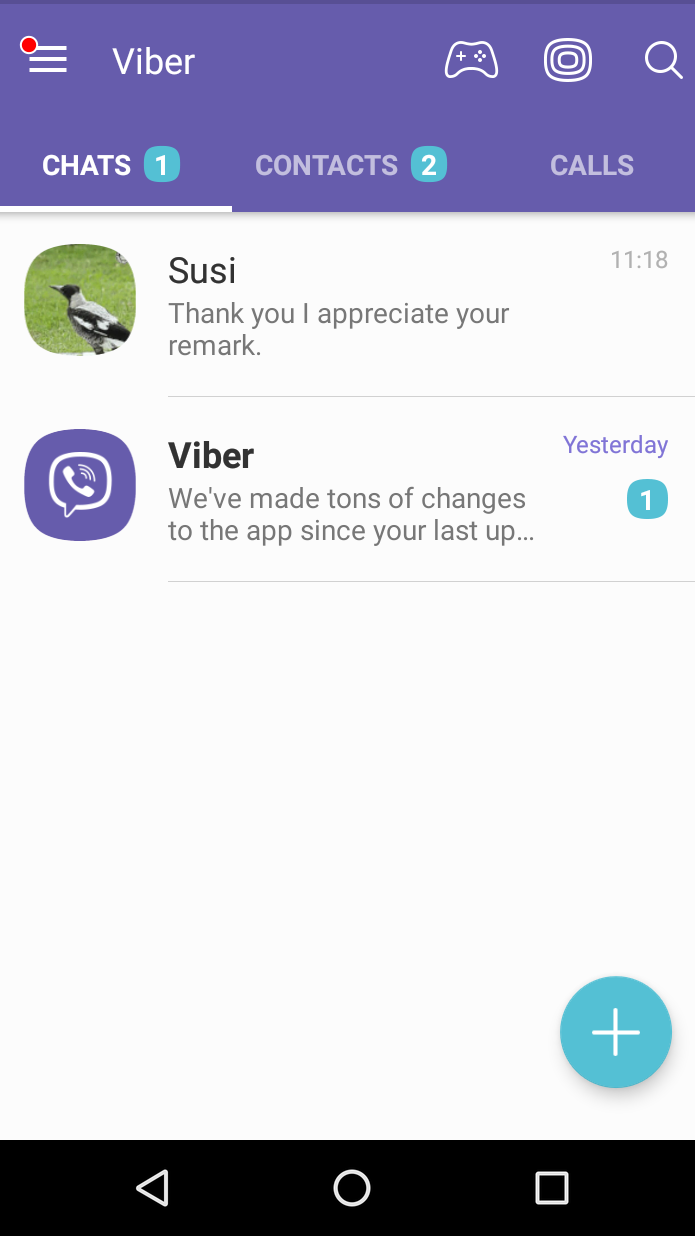 Viber
CHATS 1 CONTACTS 2 CALLS
Susi 11:18
Thank you I appreciate your
remark.
Viber Yesterday
We've made tons of changes 1
to the app since your last up...